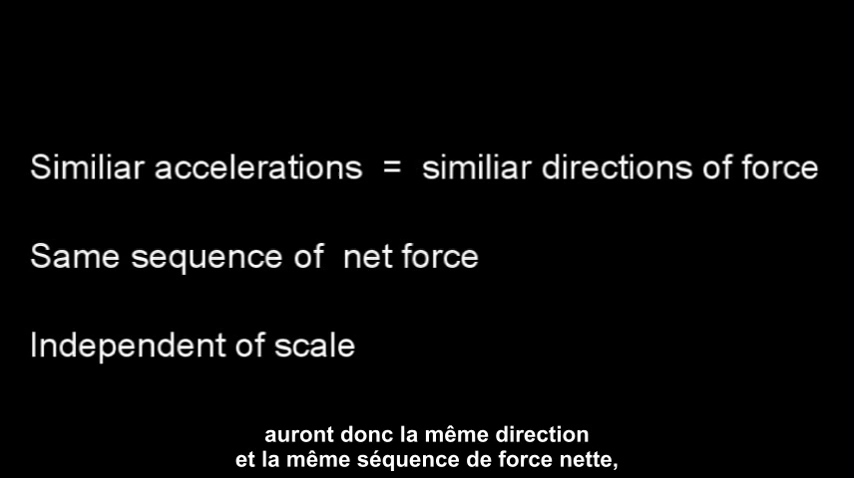 Similiar accelerations = similiar directions of force
Same sequence of net force
Independent of scale
auront donc la même direction
et la même séquence de force nette,